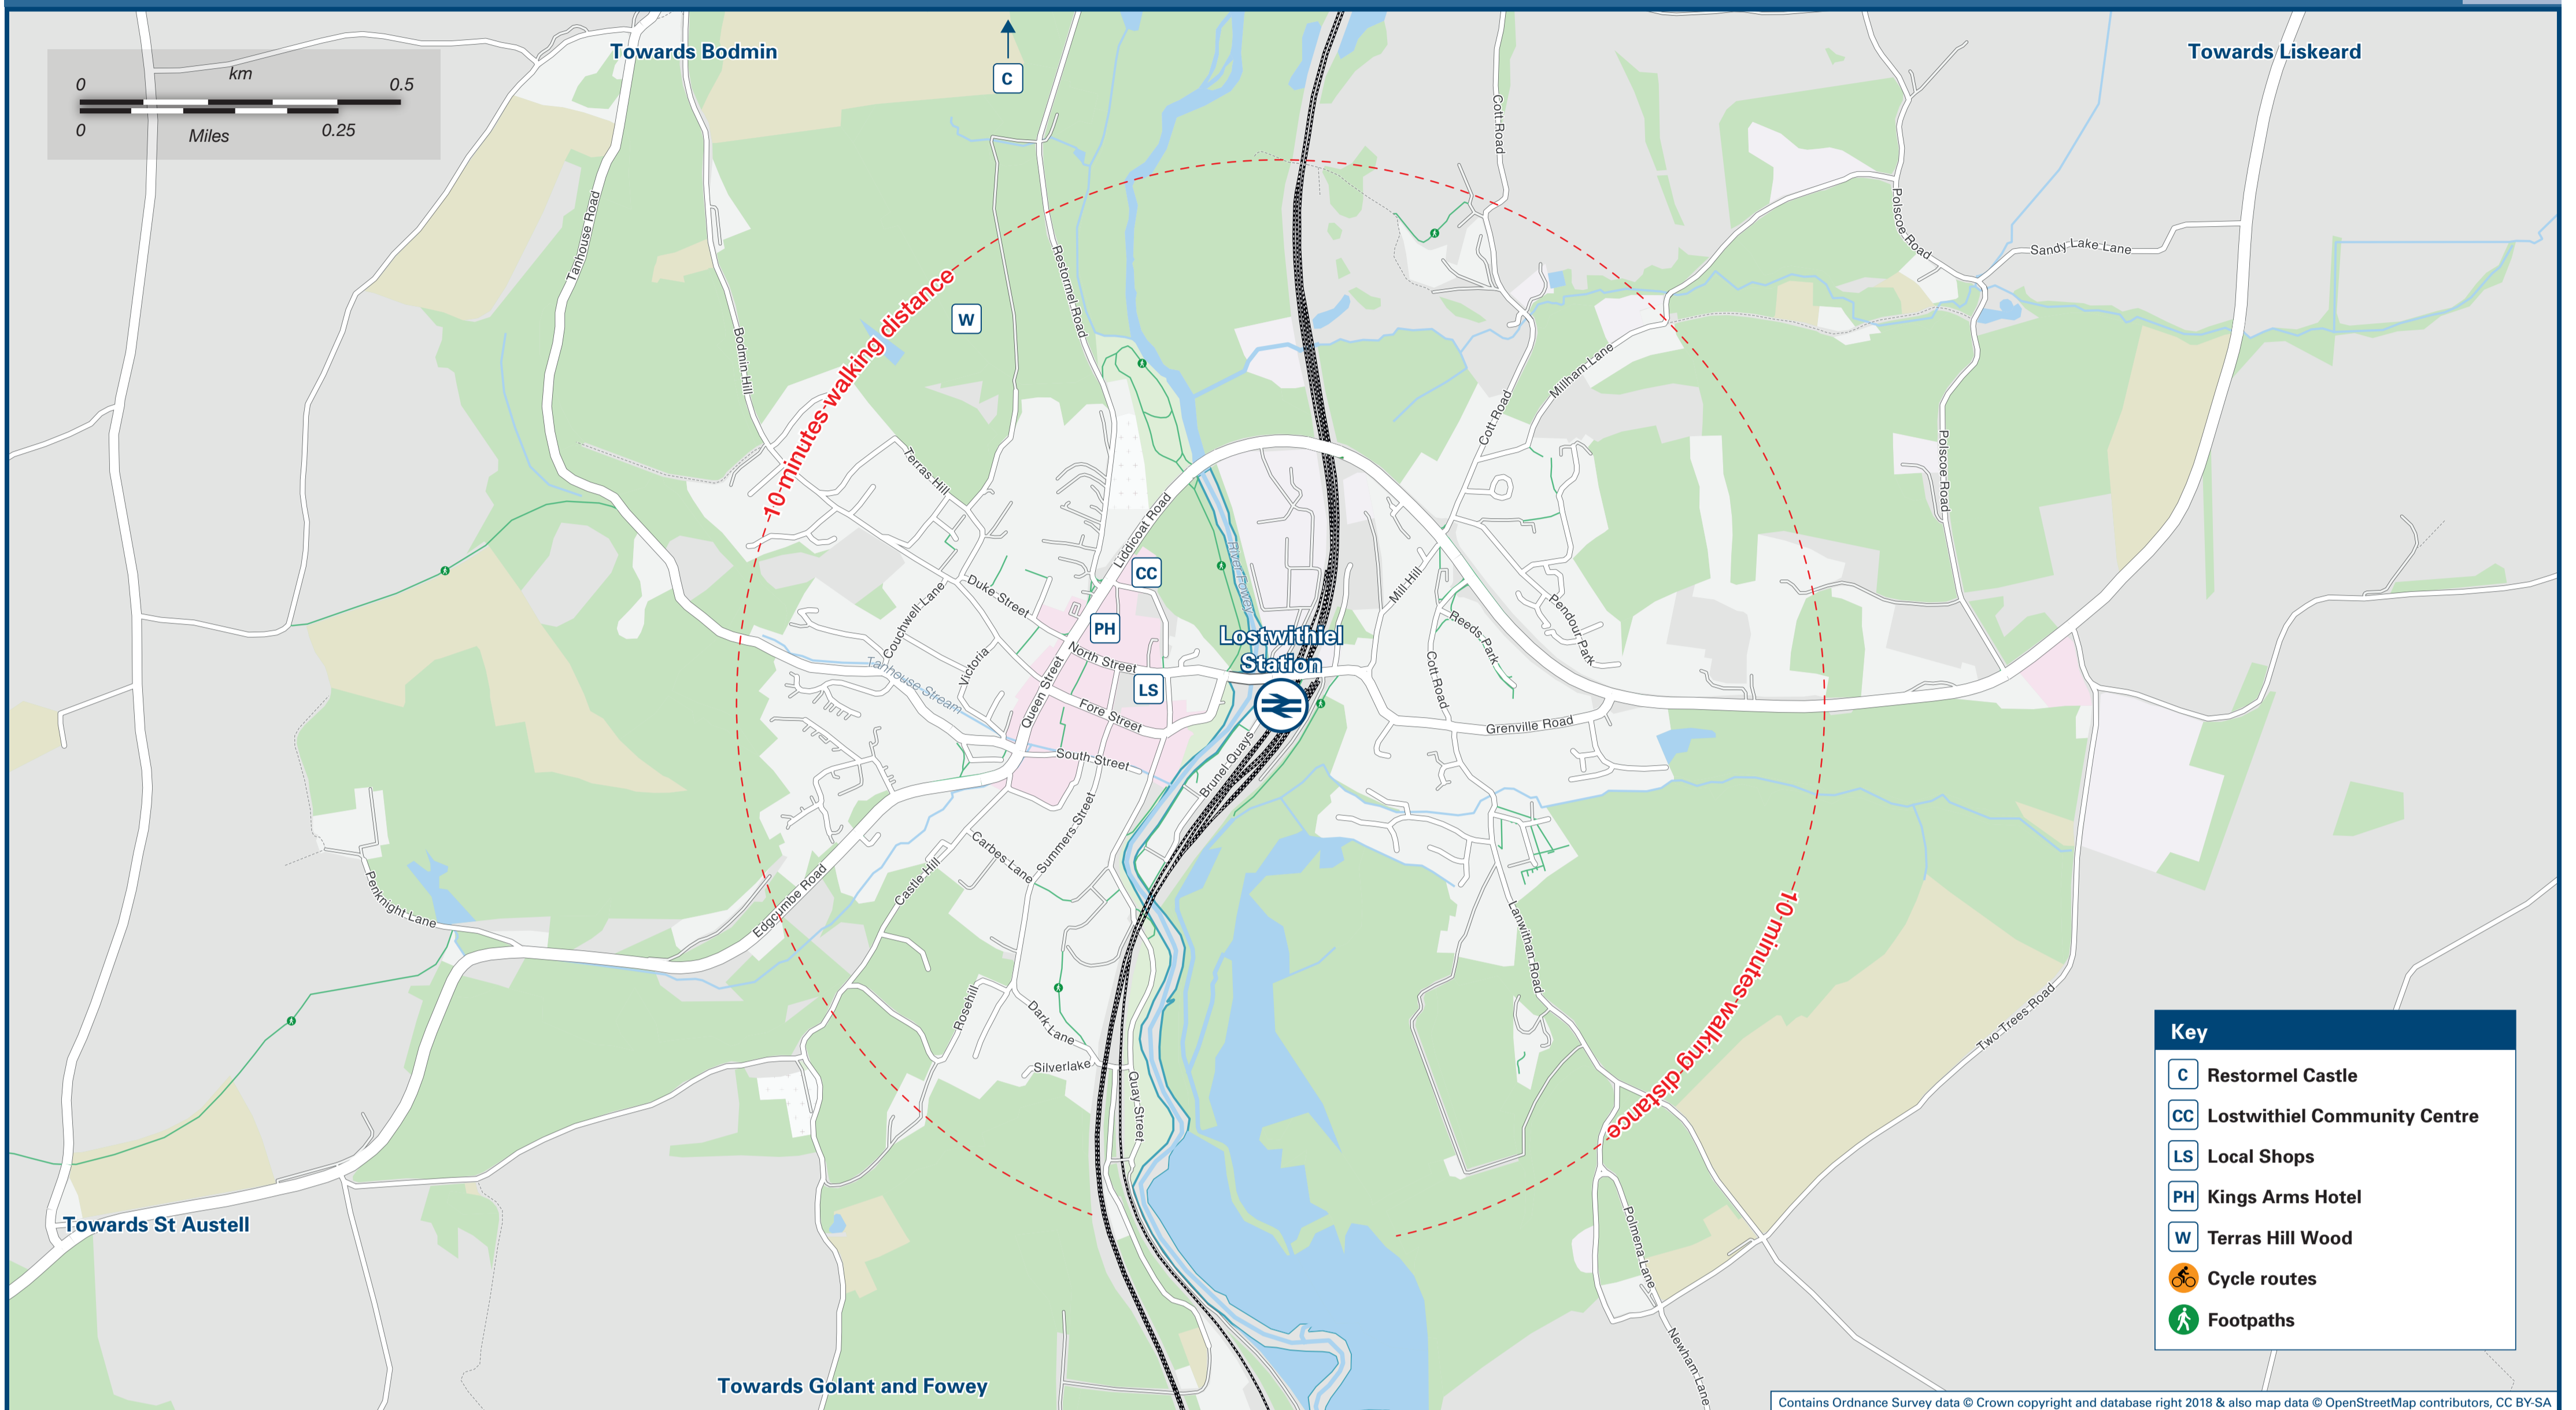 Towards Bodmin
C
Towards Liskeard
km
0
0.5
0
0.25
Miles
Cott Road
Tanhouse Road
Polscoe Road
Sandy Lake Lane
Restormel Road
10 minutes walking distance
W
Bodmin Hill
Millham Lane
Cott Road
Terras Hill
Polscoe Road
Liddicoat Road
River Fowey
CC
Duke Street
Couchwell Lane
Mill Hill
Pendour Park
Reeds Park
PH
Lostwithiel
Station
North Street
Victoria
Tanhouse Stream
Queen Street
LS
Cott Road
Fore Street
Grenville Road
South Street
Brunel Quays
Summers Street
Carbes Lane
Castle Hill
Edgcumbe Road
Penknight Lane
Lanwithan Road
10 minutes walking distance
Rosehill
Dark Lane
Two Trees Road
Silverlake
Quay Street
Towards St Austell
Polmena Lane
Newham Lane
Towards Golant and Fowey
Key
C Restormel Castle
CC Lostwithiel Community Centre
LS Local Shops
PH Kings Arms Hotel
W Terras Hill Wood
Cycle routes
Footpaths
Contains Ordnance Survey data © Crown copyright and database right 2018 & also map data © OpenStreetMap contributors, CC BY-SA